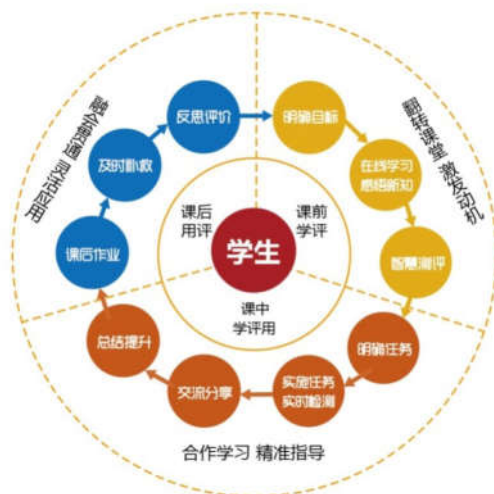 反思评价
明确目标
在线学习
感悟新知
智慧测评
明确任务
实施任务
实时检测
交流分享
总结提升
课后作业
及时补救
融会贯通 灵活应用
翻转课堂 激发动机
合作学习 精准指导
课后
用评
课前
学评
课中
学评用
学生